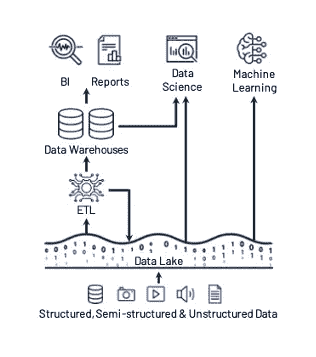 BI Reports
Data
Science
Machine
Learning
Data Warehouses
ETL
Data Lake
Structured, Semi-structured & Unstructured Data